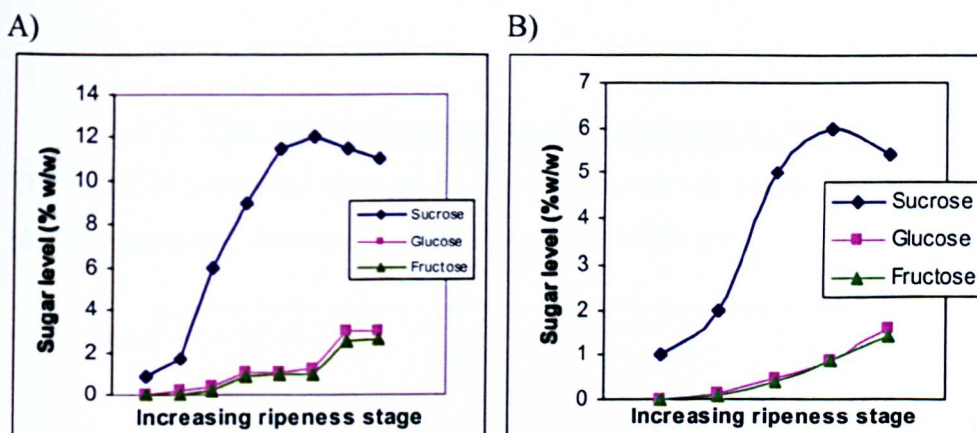 A)
Sugar level (% w/w)
14
12
10
8
6
4
2
0
Increasing ripeness stage
Sucrose
Glucose
Fructose
B)
Sugar level (%w/w)
7
6
5
4
3
2
1
0
Increasing ripeness stage
Sucrose
Glucose
Fructose